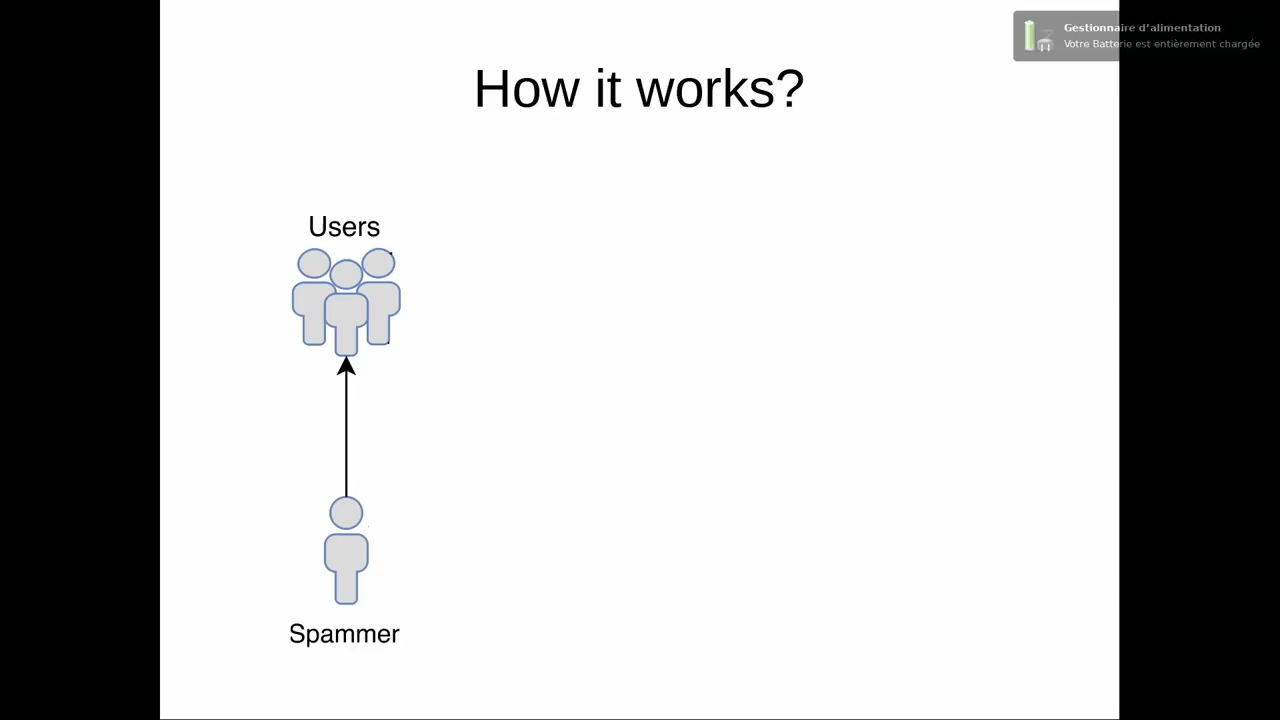 Gestionnaire d’alimentation
Votre Batterie est entièrement chargée
How it works?
Users
Spammer